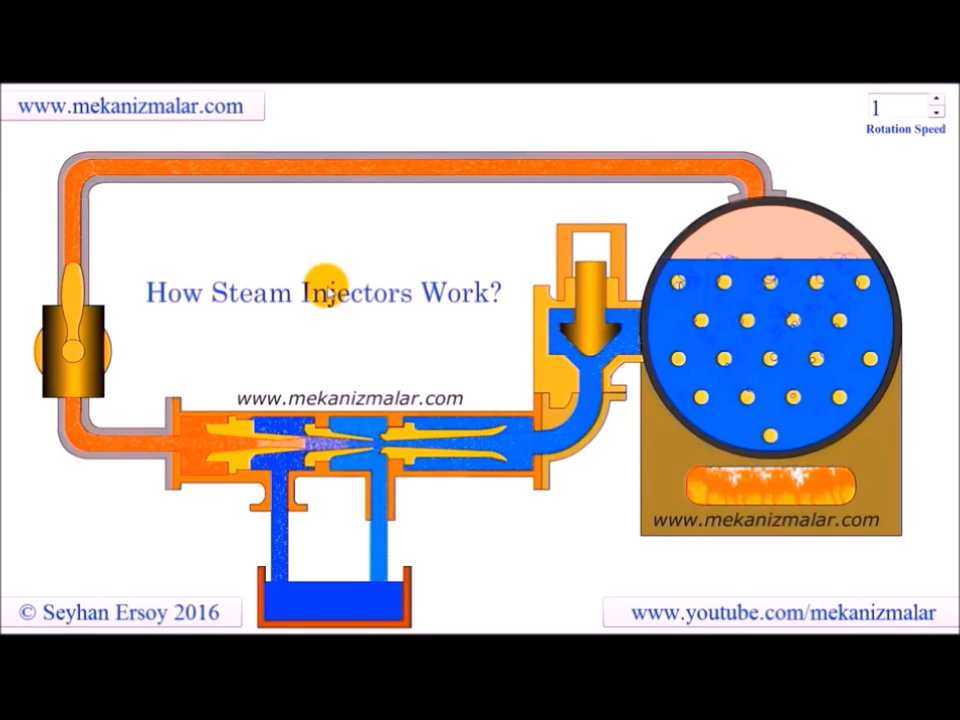 www.mekanizmalar.com
1
Rotation Speed
How Steam Injectors Work?
www.mekanizmalar.com
www.mekanizmalar.com
© Seyhan Ersoy 2016
www.youtube.com/mekanizmalar